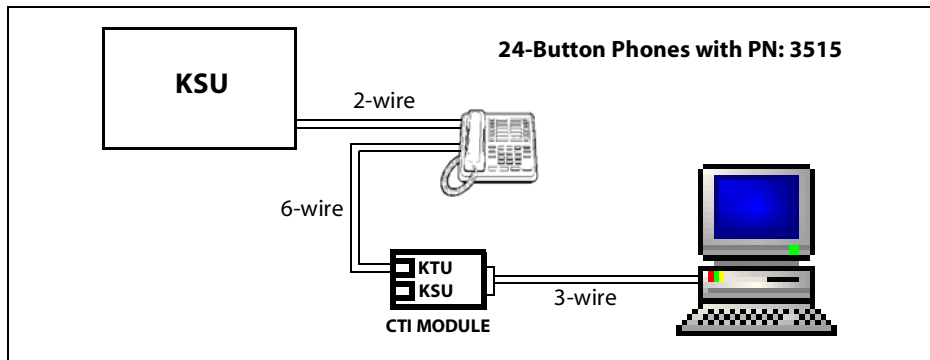 24-Button Phones with PN: 3515
KSU
2-wire
6-wire
KTU
KSU
3-wire
CTI MODULE